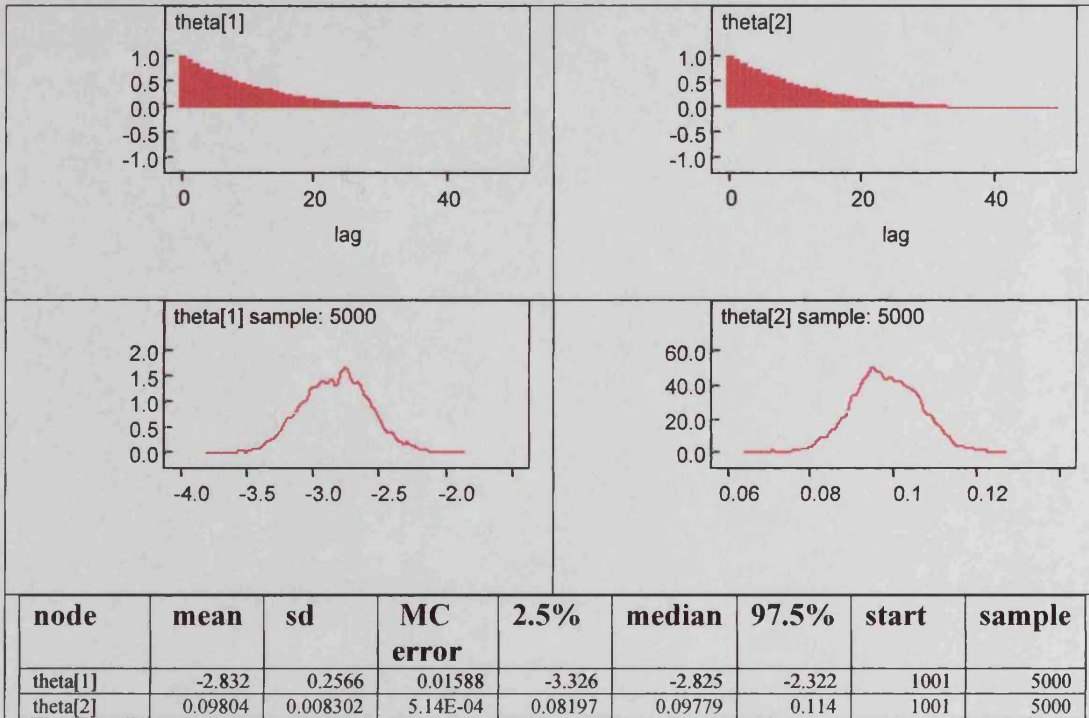 theta[1]
1.0
0.5
0.0
-0.5
-1.0
0 20 40
lag
theta[2]
1.0
0.5
0.0
-0.5
-1.0
0 20 40
lag
theta[1] sample: 5000
2.0
1.5
1.0
0.5
0.0
-4.0 -3.5 -3.0 -2.5 -2.0
theta[2] sample: 5000
60.0
40.0
20.0
0.0
0.06 0.08 0.1 0.12
node mean sd MC error 2.5% median 97.5% start sample
theta[1] -2.832 0.2566 0.01588 -3.326 -2.825 -2.322 1001 5000
theta[2] 0.09804 0.008302 5.14E-04 0.08197 0.09779 0.114 1001 5000